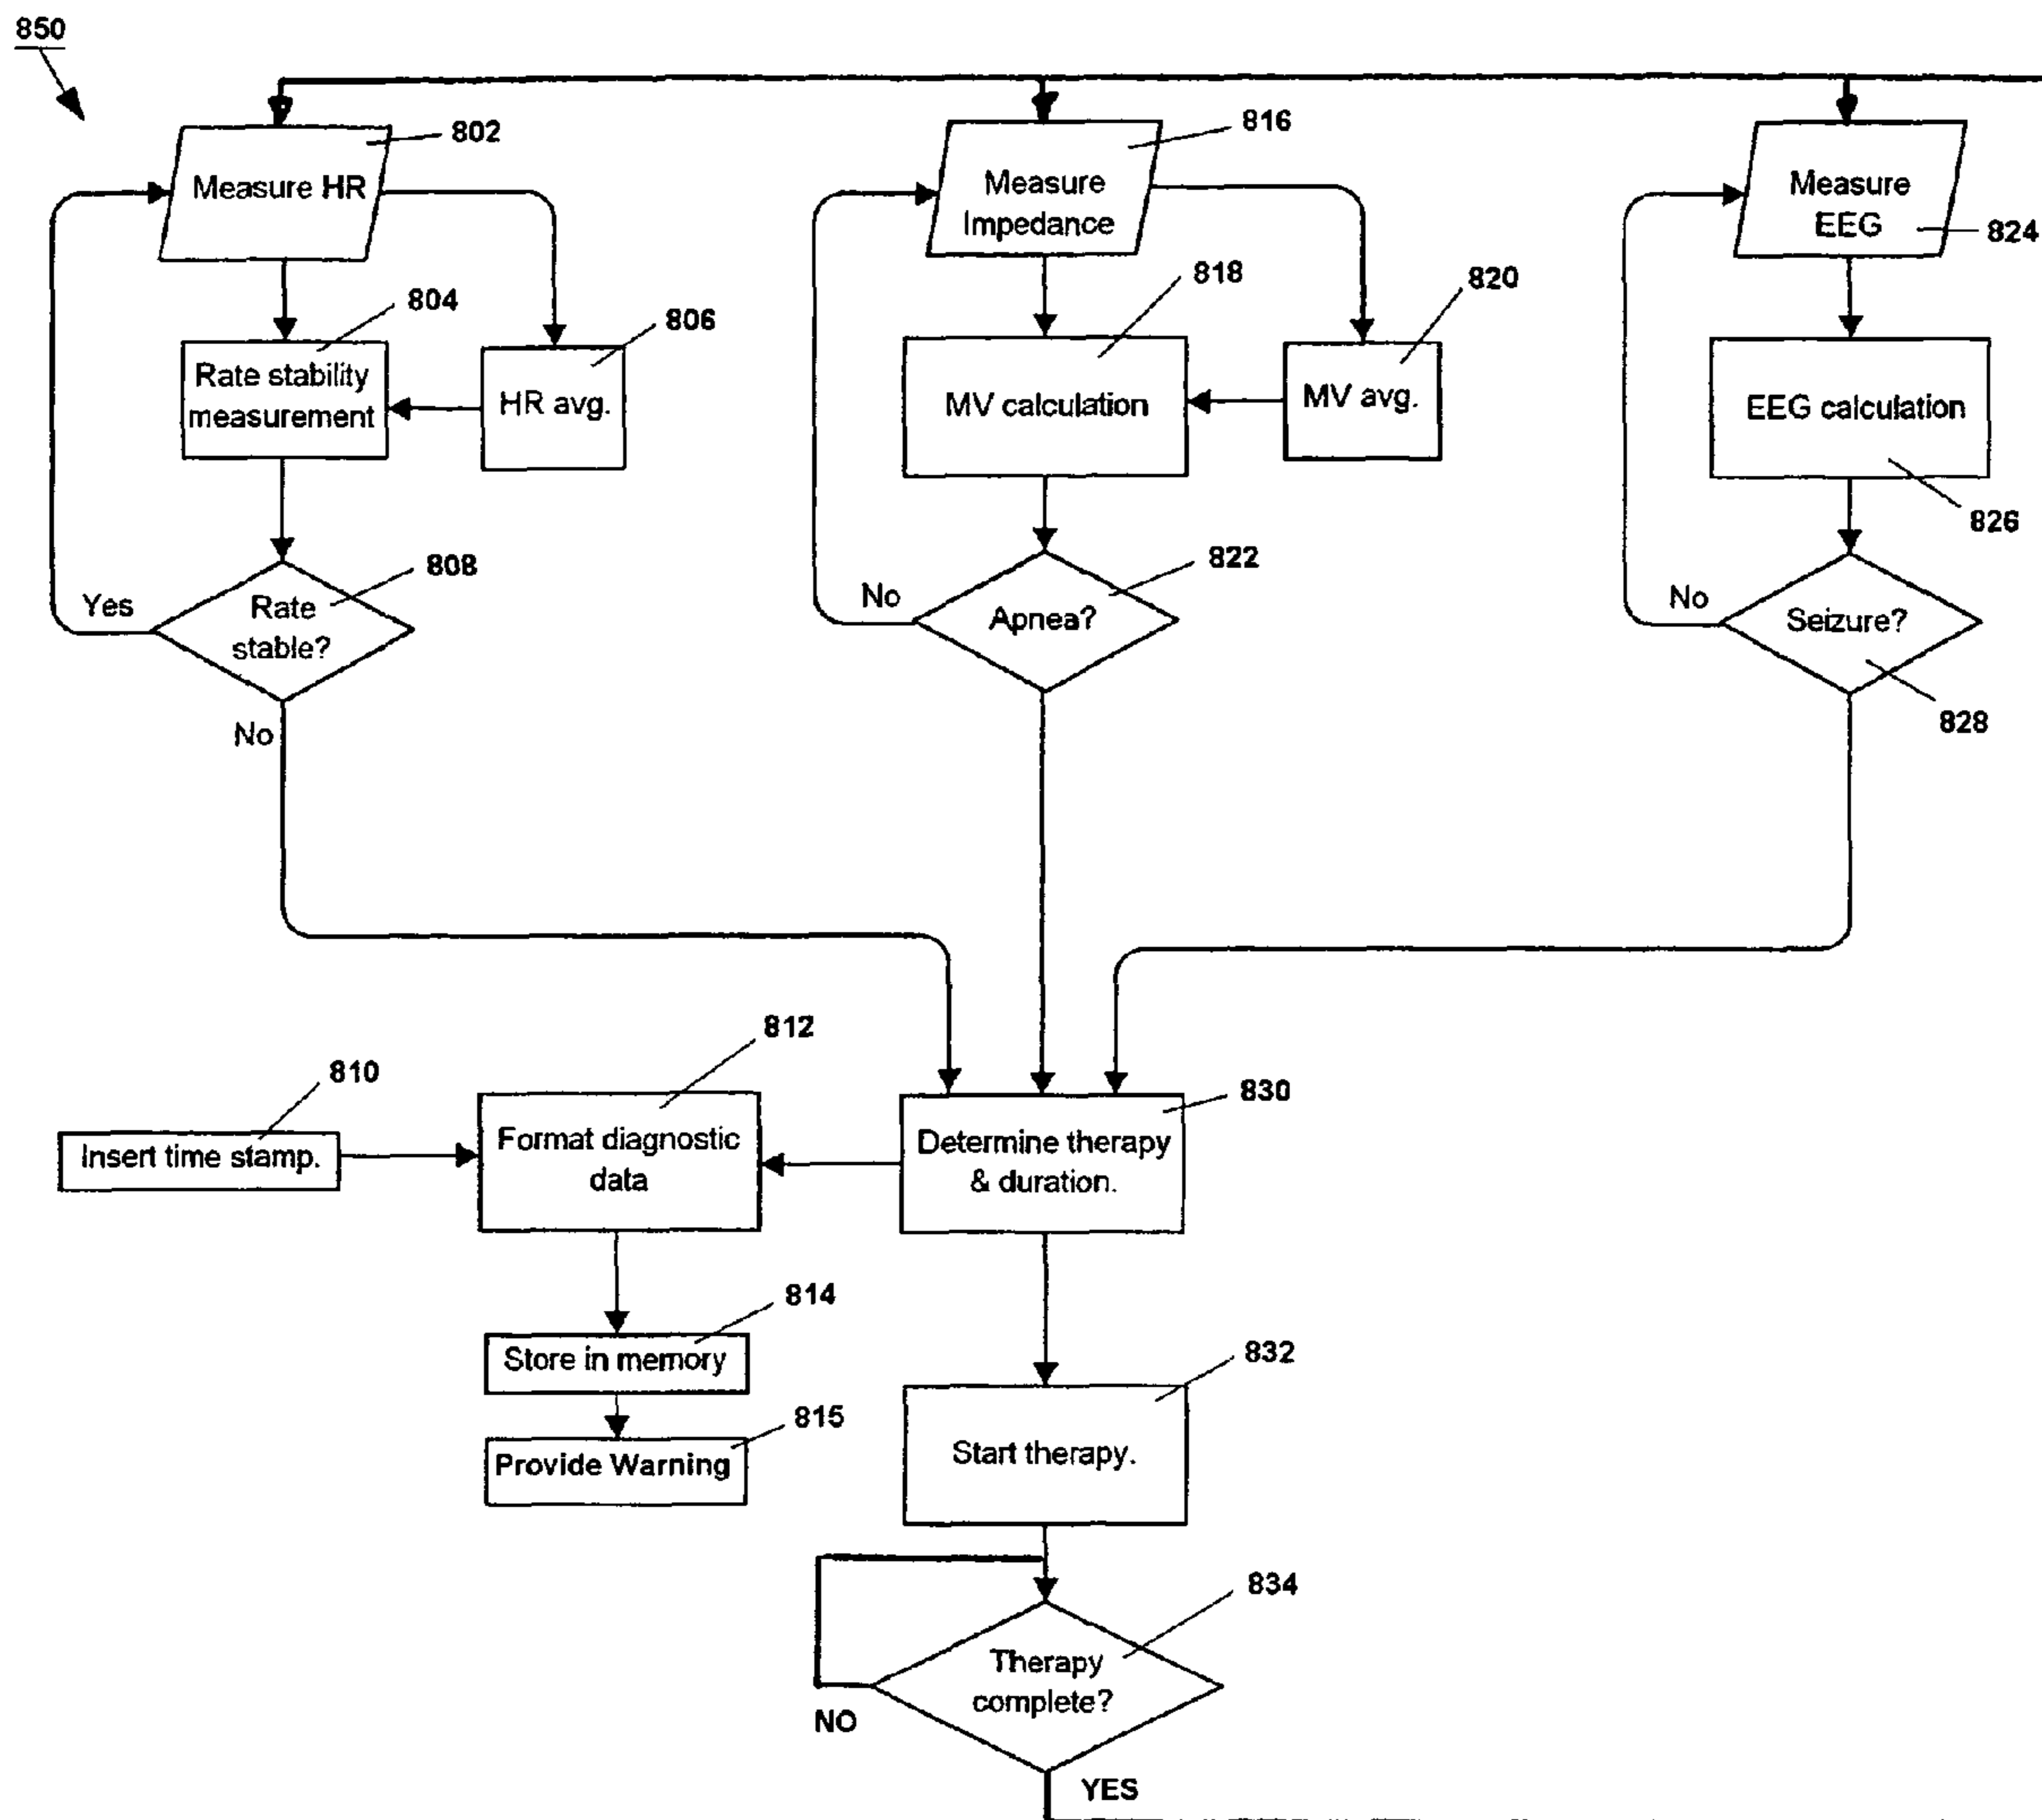 850
802
Measure HR
816
Measure
Impedance
Measure
EEG
824
804
Rate stability
measurement
806
HR avg.
818
MV calculation
820
MV avg.
EEG calculation
826
808
Yes
Rate
stable?
No
822
No
Apnea?
No
Seizure?
828
810
Insert time stamp.
812
Format diagnostic
data
830
Determine therapy
& duration.
814
Store in memory
815
Provide Warning
832
Start therapy.
834
Therapy
complete?
NO
YES